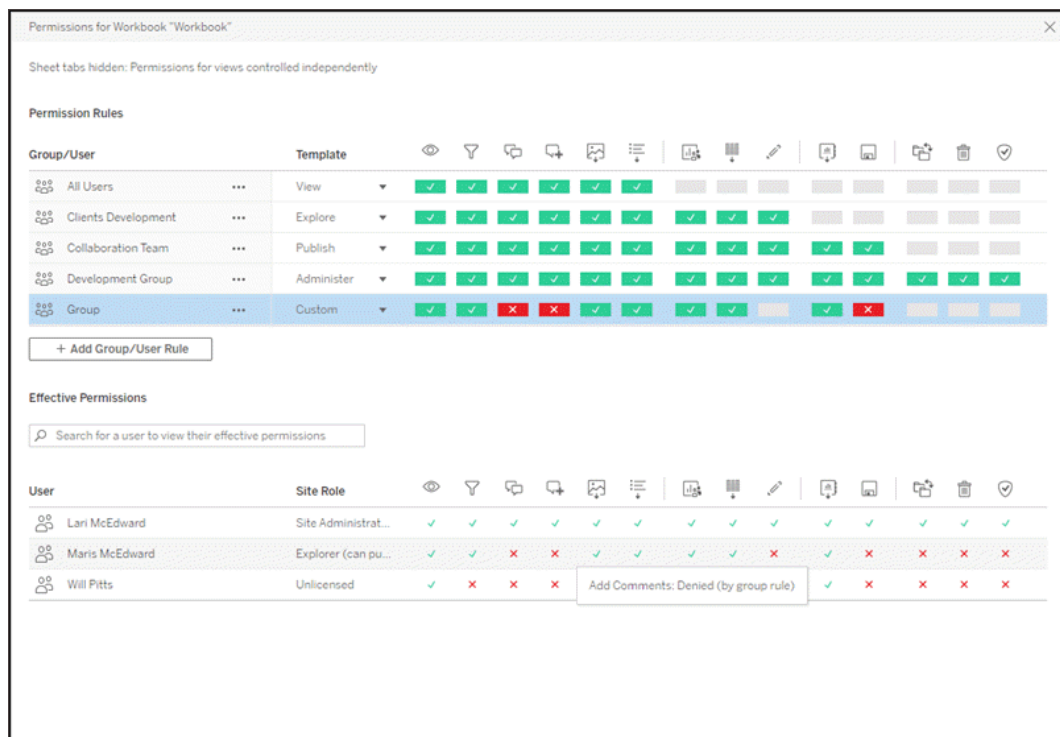 Permissions for Workbook "Workbook"
Sheet tabs hidden: Permissions for views controlled independently
Permission Rules
Group/User Template
All Users ... View
Clients Development ... Explore
Collaboration Team ... Publish
Development Group ... Administer
Group ... Custom
+ Add Group/User Rule
Effective Permissions
Search for a user to view their effective permissions
User Site Role
Lari McEdward Site Administrat...
Maris McEdward Explorer (can pu...
Will Pitts Unlicensed
Add Comments: Denied (by group rule)